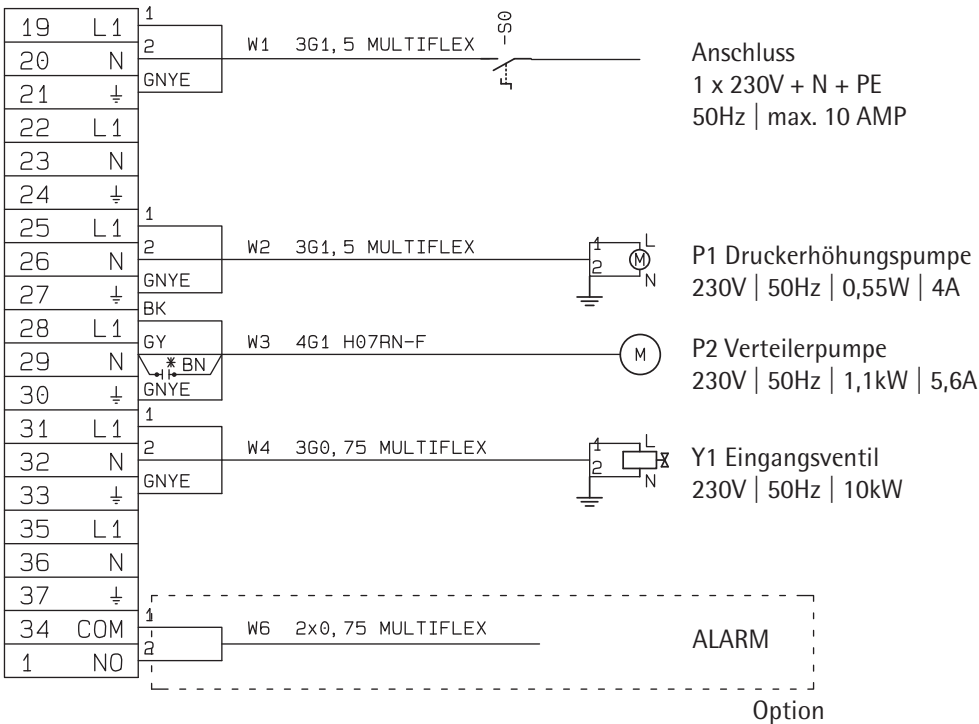 19 L1
20 N
21
22 L1
23 N
24
25 L1
26 N
27
28 L1
29 N
30
31 L1
32 N
33
35 L1
36 N
37
34 COM
1 NO
1
2
GNYE
W1 3G1,5 MULTIFLEX
-S0
Anschluss
1 x 230V + N + PE
50Hz | max. 10 AMP
1
2
GNYE
W2 3G1,5 MULTIFLEX
1
2
L
M
N
P1 Druckerhöhungspumpe
230V | 50Hz | 0,55W | 4A
BK
GY
* BN
GNYE
W3 4G1 H07RN-F
M
P2 Verteilerpumpe
230V | 50Hz | 1,1kW | 5,6A
1
2
GNYE
W4 3G0,75 MULTIFLEX
1
2
L
N
Y1 Eingangsventil
230V | 50Hz | 10kW
1
2
W6 2x0,75 MULTIFLEX
ALARM
Option